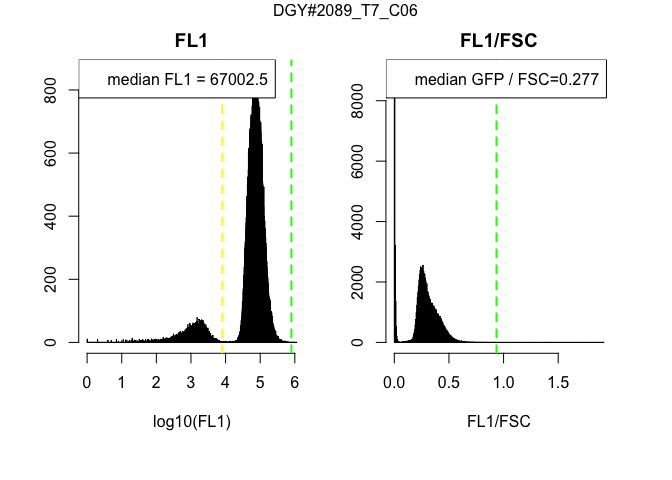 DGY#2089_T7_C06
FL1
median FL1 = 67002.5
0 200 400 600 800
0 1 2 3 4 5 6
log10(FL1)
FL1/FSC
median GFP / FSC=0.277
0 2000 4000 6000 8000
0.0 0.5 1.0 1.5
FL1/FSC